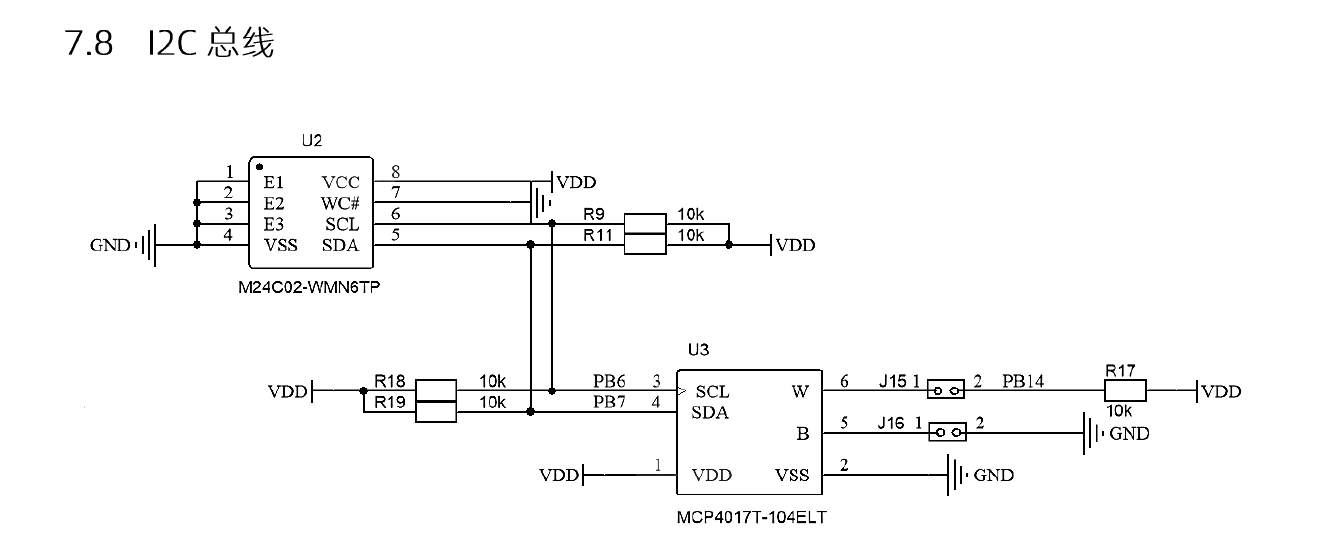 7.8 I2C 总线
U2
1 E1 VCC 8 VDD
2 E2 WC# 7
3 E3 SCL 6 R9 10k
GND 4 VSS SDA 5 R11 10k VDD
M24C02-WMN6TP
U3
VDD R18 10k PB6 3 SCL W 6 J15 1 2 PB14 R17 10k VDD
R19 10k PB7 4 SDA
B 5 J16 1 2 GND
VDD 1 VDD VSS 2 GND
MCP4017T-104ELT